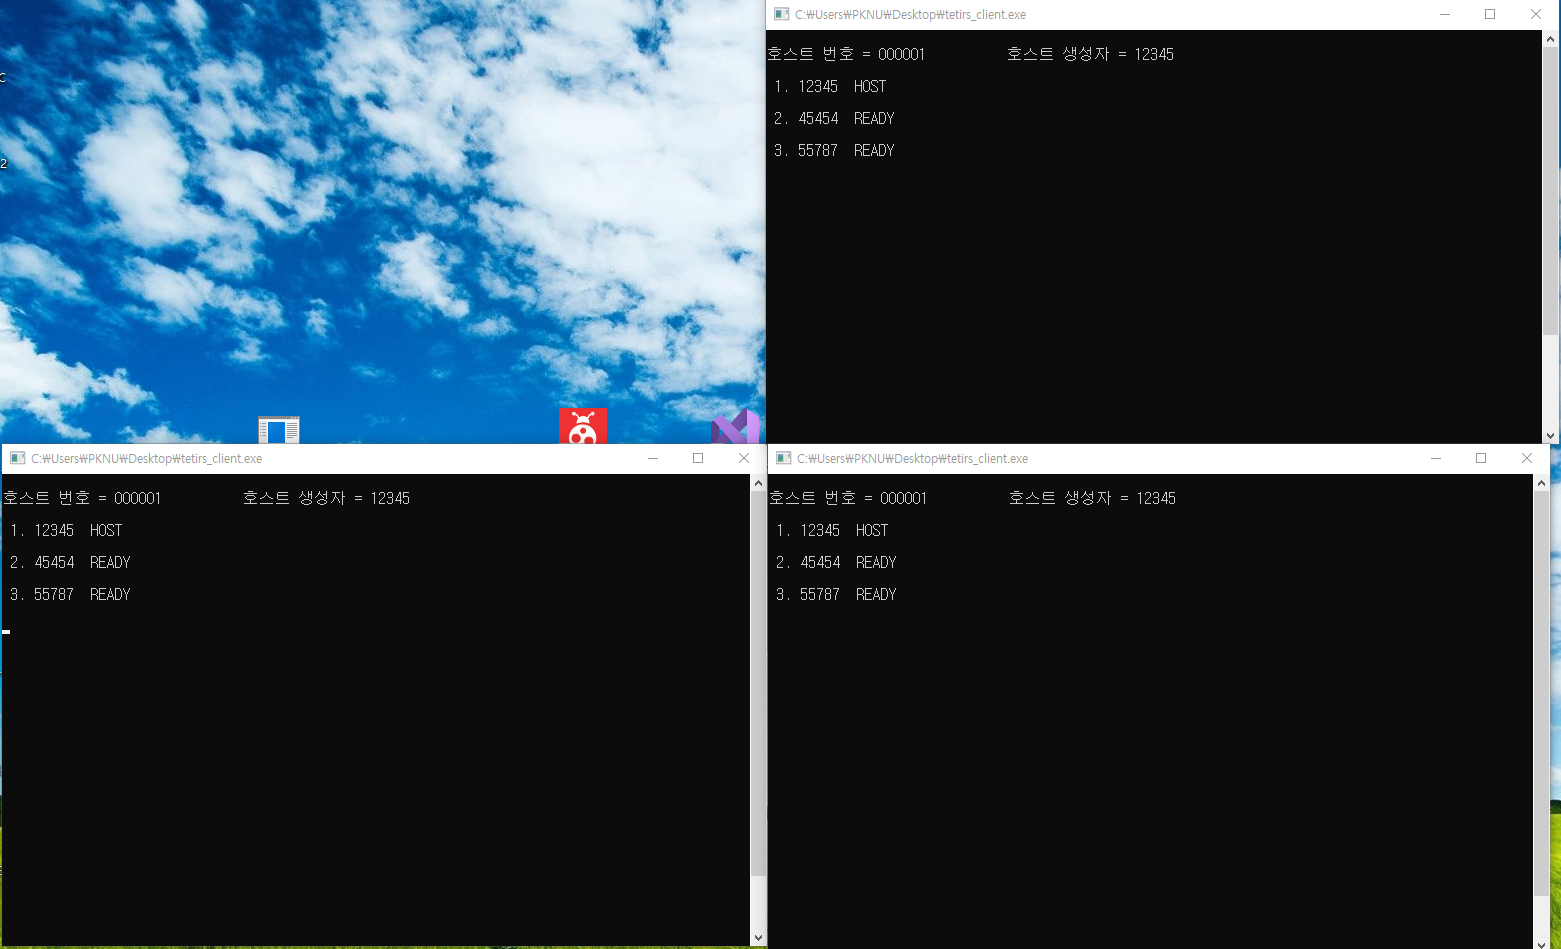 C
2
C:₩Users₩PKNU₩Desktop₩tetirs_client.exe
호스트 번호 = 000001 호스트 생성자 = 12345
1. 12345 HOST
2. 45454 READY
3. 55787 READY
C:₩Users₩PKNU₩Desktop₩tetirs_client.exe
호스트 번호 = 000001 호스트 생성자 = 12345
1. 12345 HOST
2. 45454 READY
3. 55787 READY
C:₩Users₩PKNU₩Desktop₩tetirs_client.exe
호스트 번호 = 000001 호스트 생성자 = 12345
1. 12345 HOST
2. 45454 READY
3. 55787 READY